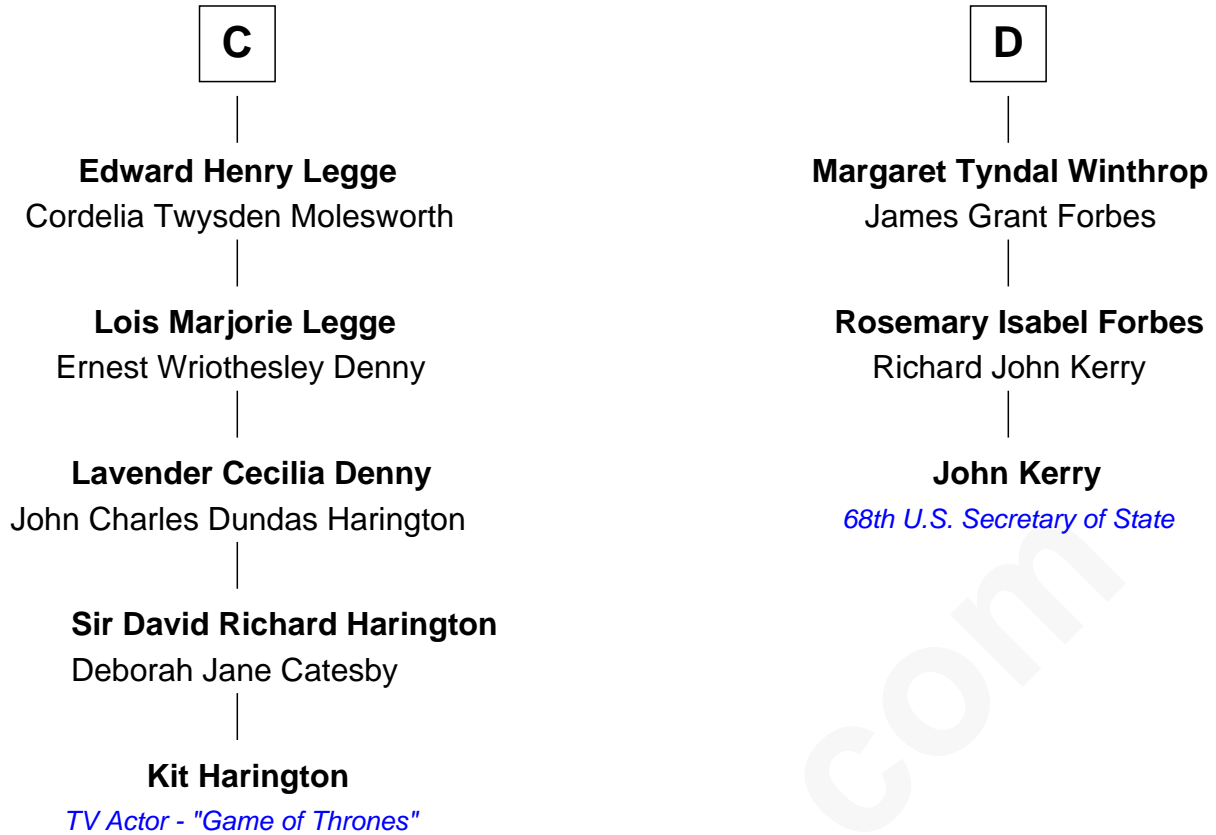 C
Edward Henry Legge
Cordelia Twysden Molesworth
Lois Marjorie Legge
Ernest Wriothesley Denny
Lavender Cecilia Denny
John Charles Dundas Harington
Sir David Richard Harington
Deborah Jane Catesby
Kit Harington
TV Actor - "Game of Thrones"
D
Margaret Tyndal Winthrop
James Grant Forbes
Rosemary Isabel Forbes
Richard John Kerry
John Kerry
68th U.S. Secretary of State
com